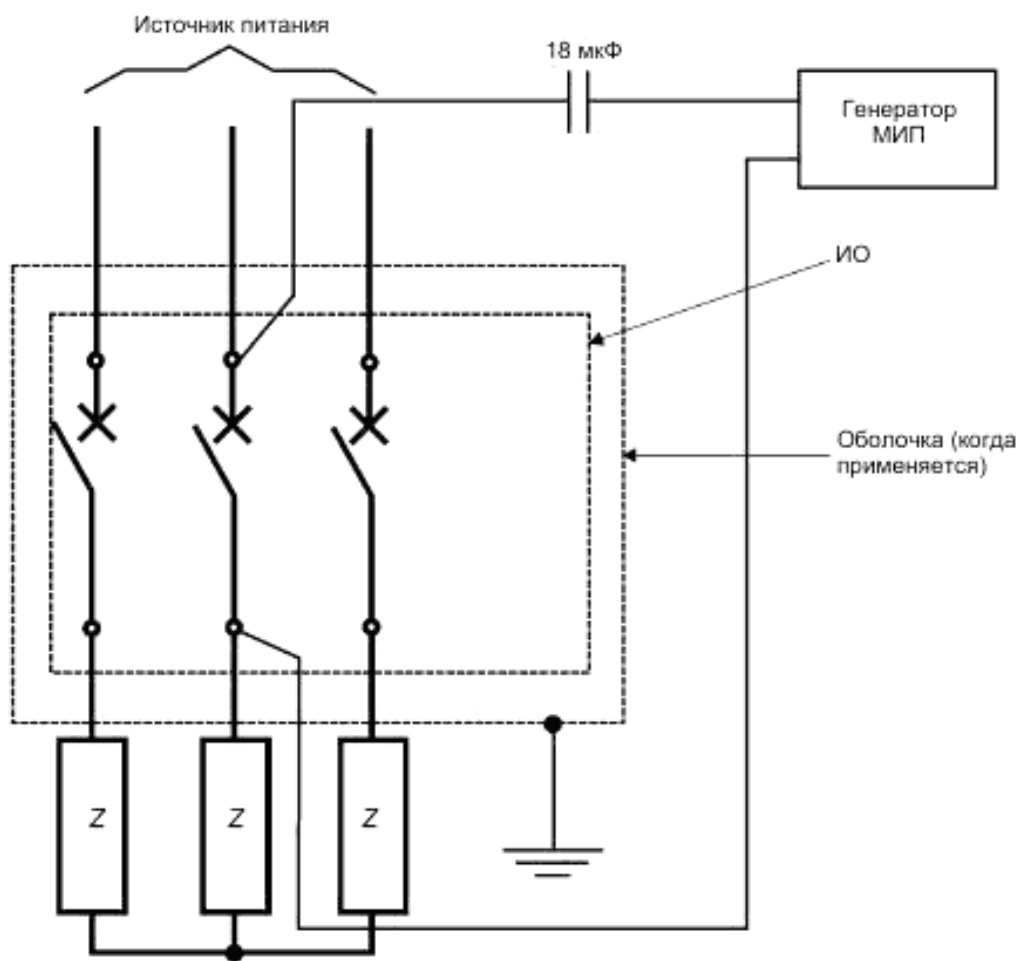 Источник питания
18 мкФ
Генератор
МИП
ИО
Оболочка (когда
применяется)
Z
Z
Z